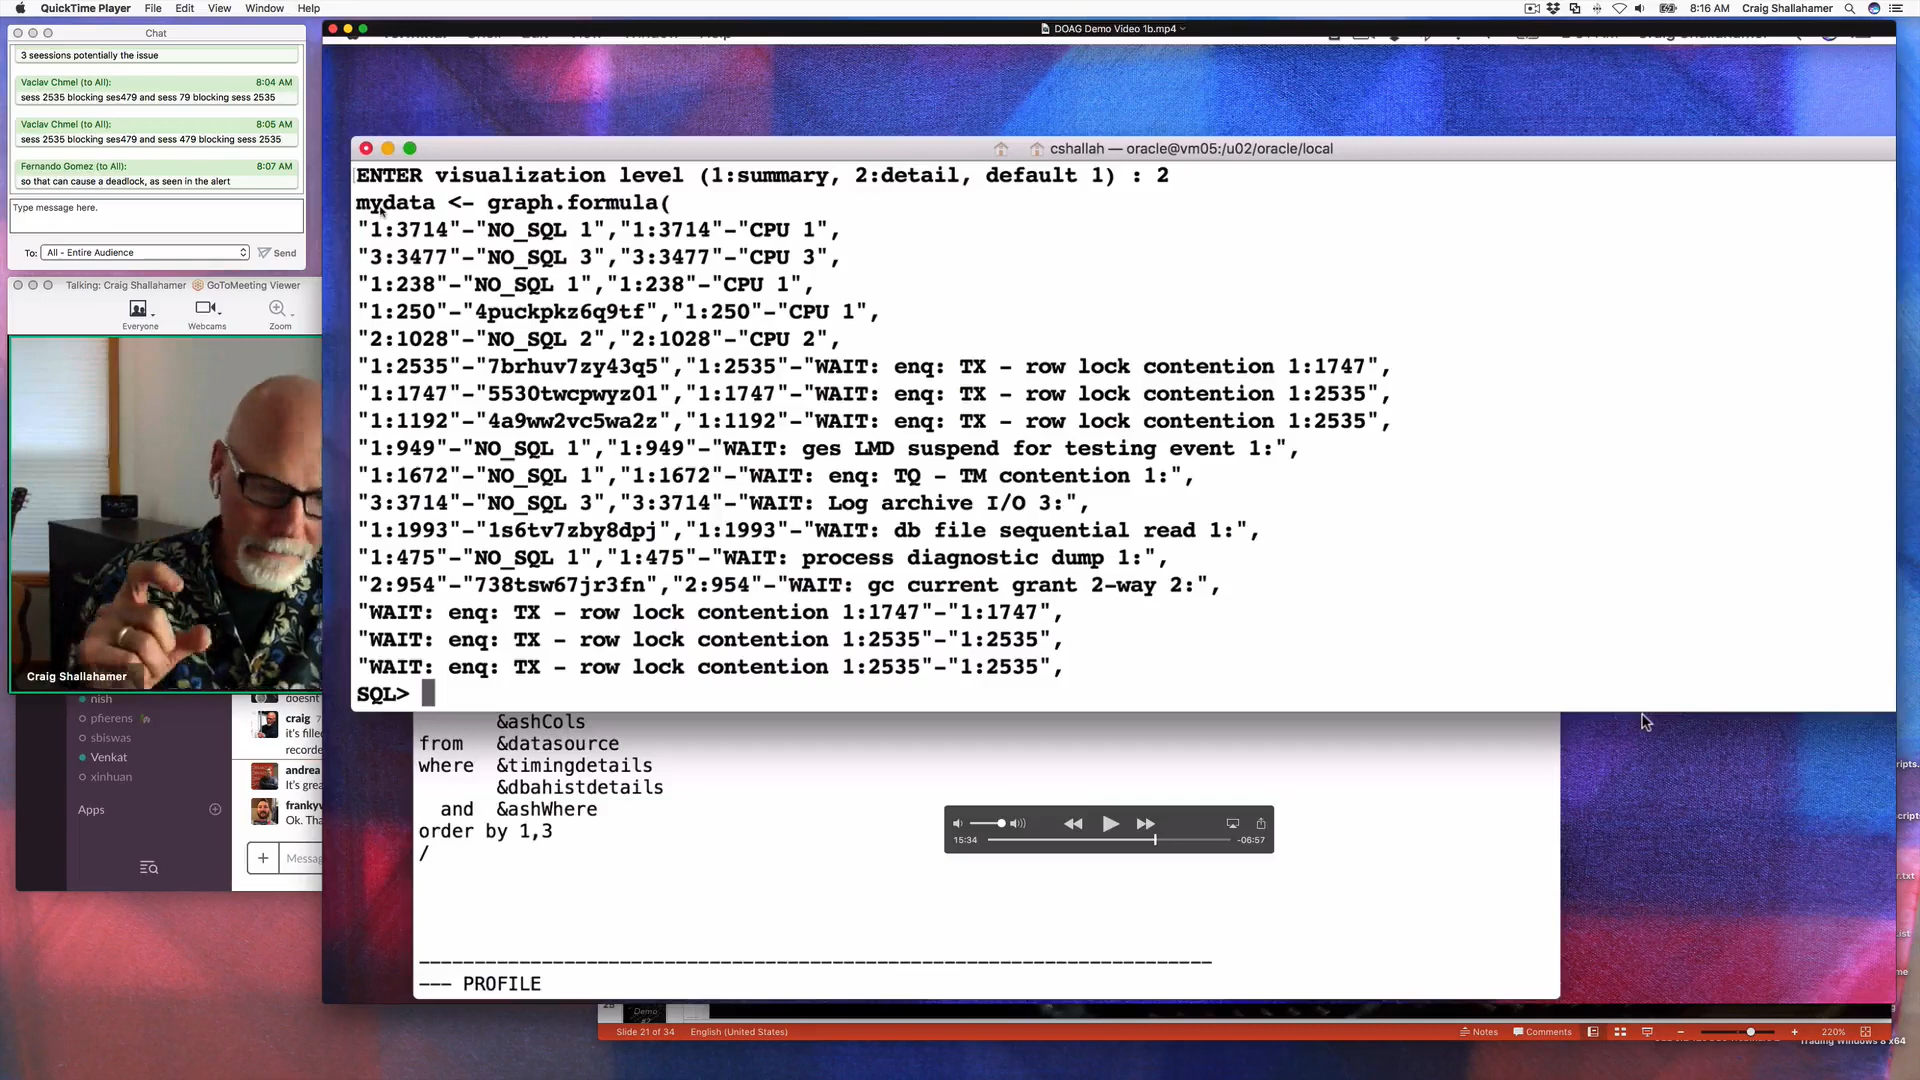 QuickTime Player File Edit View Window Help
8:16 AM Craig Shallahamer
Chat
3 seessions potentially the issue
Vaclav Chmel (to All): 8:04 AM
sess 2535 blocking ses479 and sess 79 blocking sess 2535
Vaclav Chmel (to All): 8:05 AM
sess 2535 blocking ses479 and sess 479 blocking sess 2535
Fernando Gomez (to All): 8:07 AM
so that can cause a deadlock, as seen in the alert
Type message here.
To: All - Entire Audience Send
Talking: Craig Shallahamer GoToMeeting Viewer
Everyone Webcams Zoom
Craig Shallahamer
nish
pfierens
sbiswas
Venkat
xinhuan
Apps
doesnt
craig 7
it's fille
recorde
andrea
It's grea
frankyv
Ok. Tha
Messa
DOAG Demo Video 1b.mp4
cshallah — oracle@vm05:/u02/oracle/local
ENTER visualization level (1:summary, 2:detail, default 1) : 2
mydata <- graph.formula(
"1:3714"-"NO_SQL 1","1:3714"-"CPU 1",
"3:3477"-"NO_SQL 3","3:3477"-"CPU 3",
"1:238"-"NO_SQL 1","1:238"-"CPU 1",
"1:250"-"4puckpkz6q9tf","1:250"-"CPU 1",
"2:1028"-"NO_SQL 2","2:1028"-"CPU 2",
"1:2535"-"7brhuv7zy43q5","1:2535"-"WAIT: enq: TX - row lock contention 1:1747",
"1:1747"-"5530twcpwyz01","1:1747"-"WAIT: enq: TX - row lock contention 1:2535",
"1:1192"-"4a9ww2vc5wa2z","1:1192"-"WAIT: enq: TX - row lock contention 1:2535",
"1:949"-"NO_SQL 1","1:949"-"WAIT: ges LMD suspend for testing event 1:",
"1:1672"-"NO_SQL 1","1:1672"-"WAIT: enq: TQ - TM contention 1:",
"3:3714"-"NO_SQL 3","3:3714"-"WAIT: Log archive I/O 3:",
"1:1993"-"1s6tv7zby8dpj","1:1993"-"WAIT: db file sequential read 1:",
"1:475"-"NO_SQL 1","1:475"-"WAIT: process diagnostic dump 1:",
"2:954"-"738tsw67jr3fn","2:954"-"WAIT: gc current grant 2-way 2:",
"WAIT: enq: TX - row lock contention 1:1747"-"1:1747",
"WAIT: enq: TX - row lock contention 1:2535"-"1:2535",
"WAIT: enq: TX - row lock contention 1:2535"-"1:2535",
SQL>
&ashCols
from &datasource
where &timingdetails
&dbahistdetails
and &ashWhere
order by 1,3
/
15:34 -06:57
--- PROFILE
Demo
Slide 21 of 34 English (United States) Notes Comments 220%
Trading Windows 8 x64